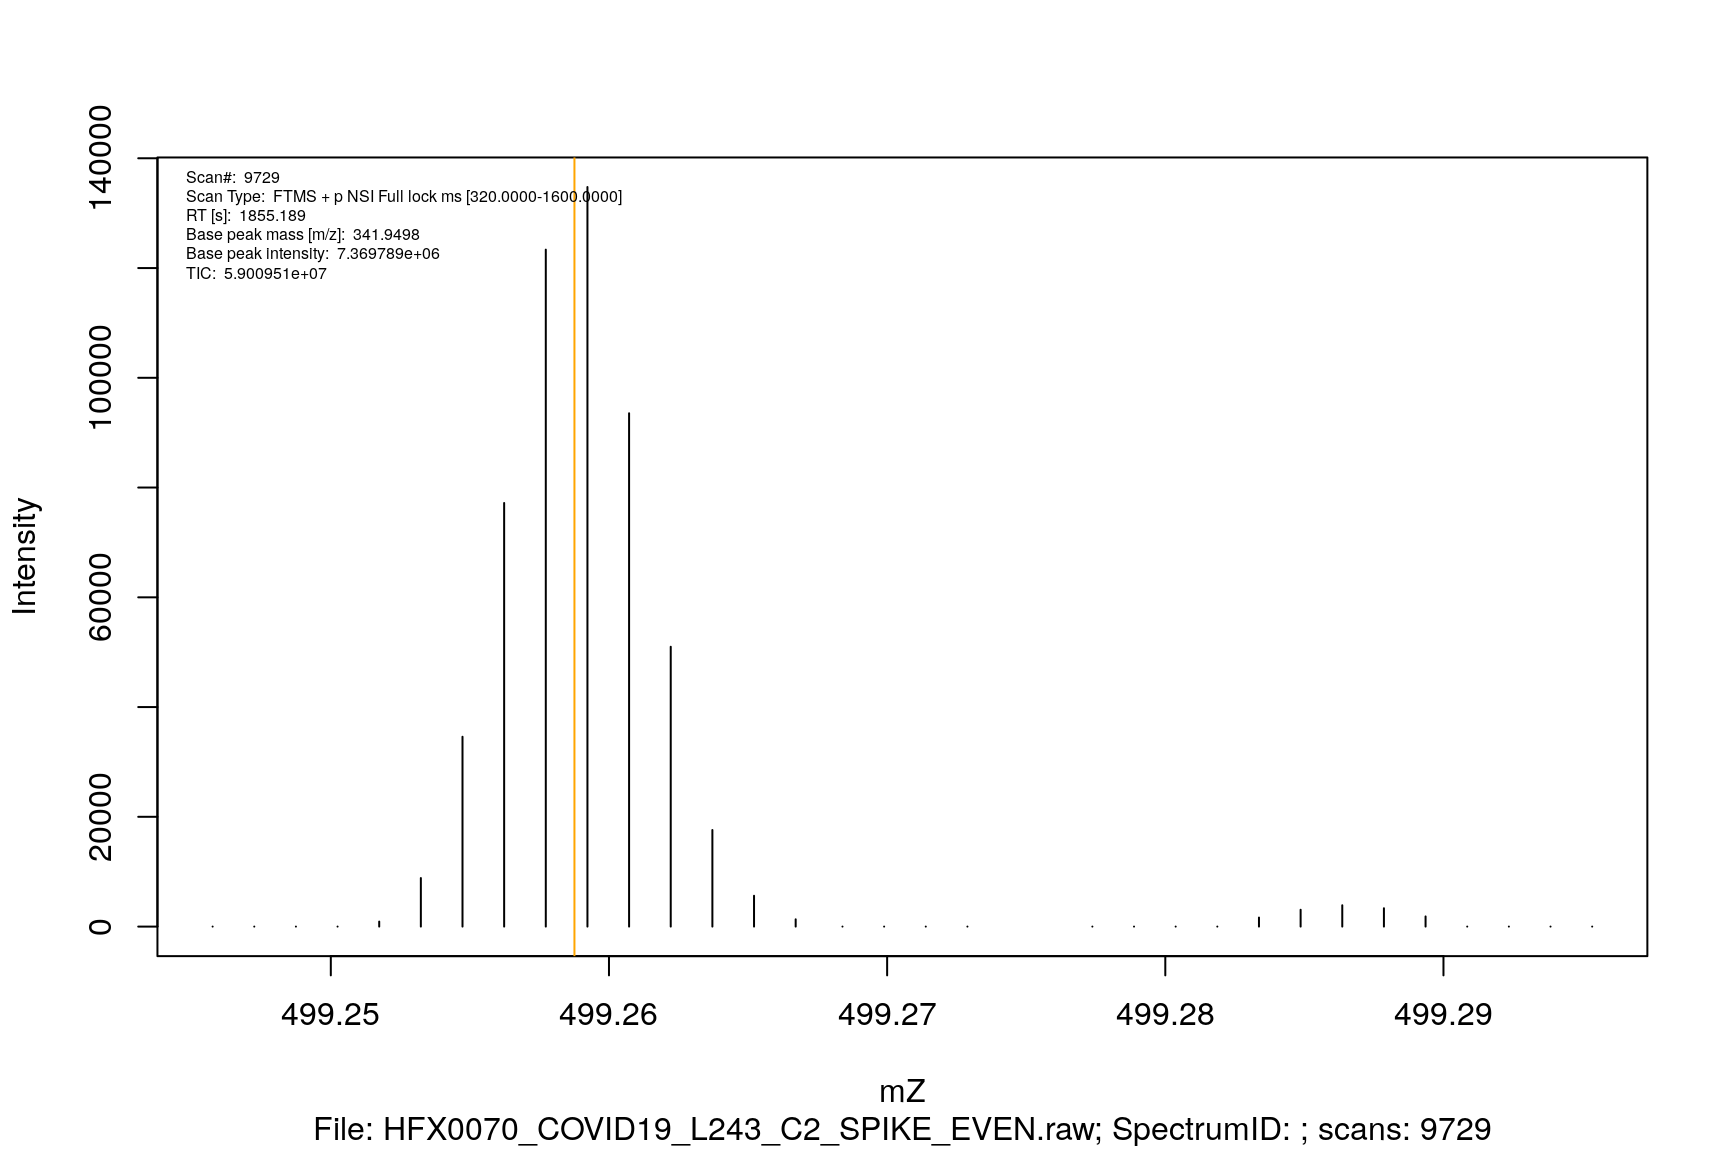 Scan#: 9729
Scan Type: FTMS + p NSI Full lock ms [320.0000-1600.0000]
RT [s]: 1855.189
Base peak mass [m/z]: 341.9498
Base peak intensity: 7.369789e+06
TIC: 5.900951e+07
Intensity
140000
100000
60000
20000
0
499.25 499.26 499.27 499.28 499.29
mZ
File: HFX0070_COVID19_L243_C2_SPIKE_EVEN.raw; SpectrumID: ; scans: 9729